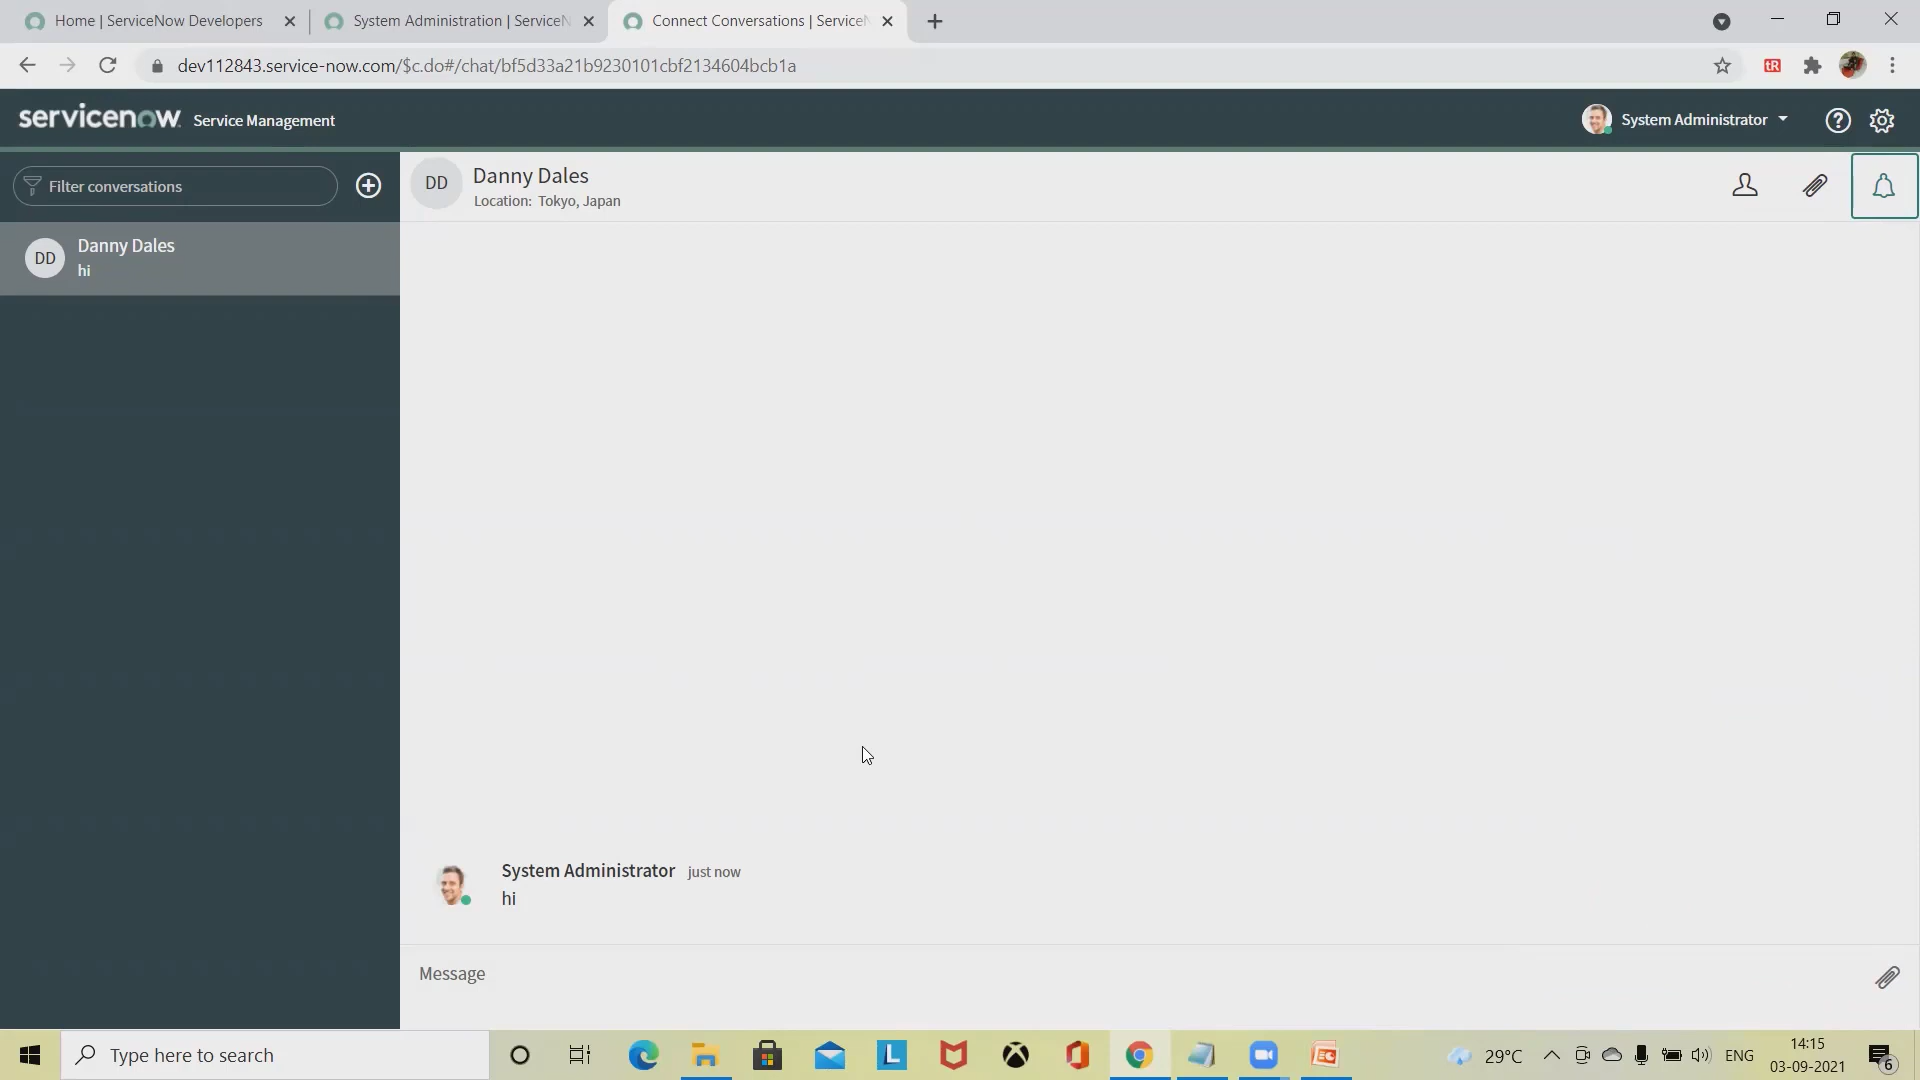 Home | ServiceNow Developers
System Administration | ServiceN
Connect Conversations | ServiceN
dev112843.service-now.com/$c.do#/chat/bf5d33a21b9230101cbf2134604bcb1a
tR
servicenow Service Management
System Administrator
Filter conversations
DD
Danny Dales
hi
DD
Danny Dales
Location: Tokyo, Japan
System Administrator just now
hi
Message
Type here to search
L
29°C
ENG
14:15
03-09-2021
6